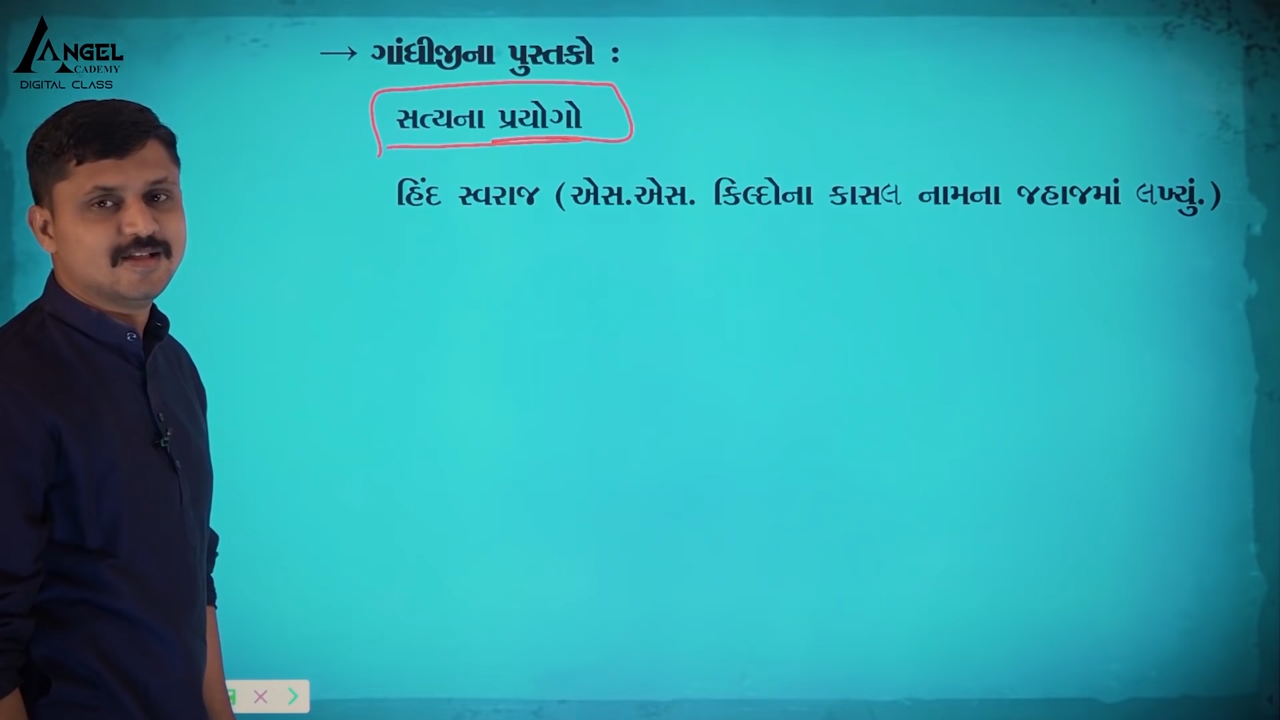 ANGEL
ACADEMY
DIGITAL CLASS
→ ગાંધીજીના પુસ્તકો :
સત્યના પ્રયોગો
હિંદ સ્વરાજ (એસ.એસ. કિલ્દોના કાસલ નામના જહાજમાં લખ્યું.)